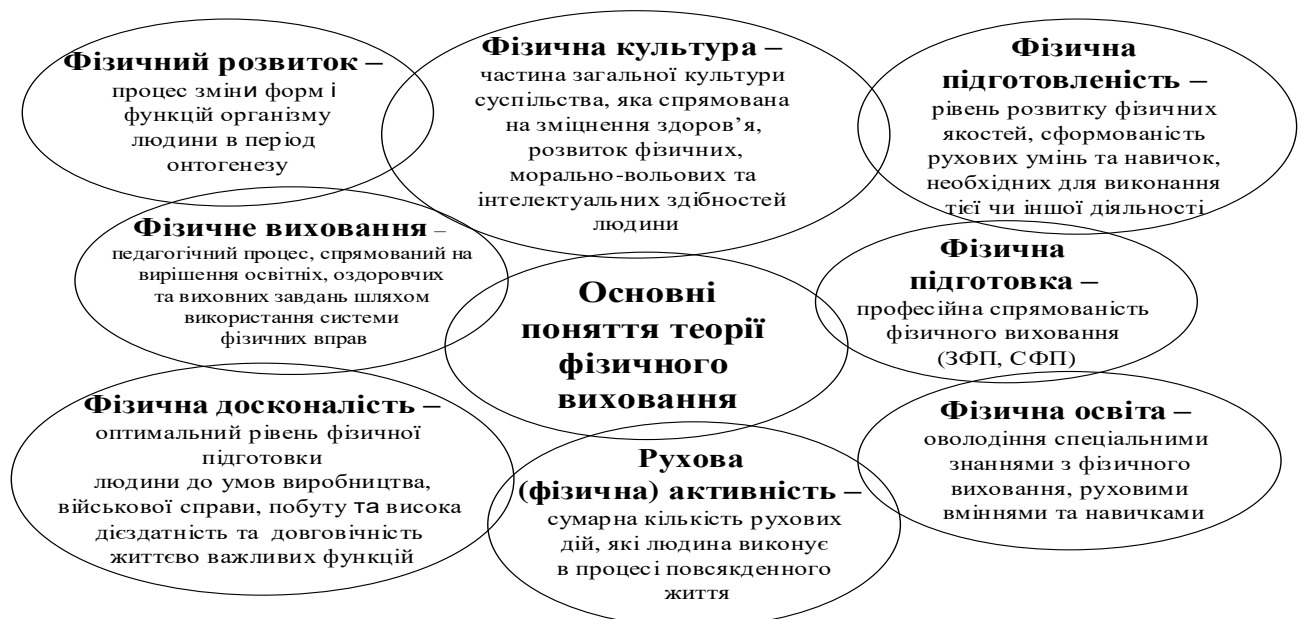 Фізичний розвиток –
процес зміни форм і
функцій організму
людини в період
онтогенезу
Фізична культура –
частина загальної культури
суспільства, яка спрямована
на зміцнення здоров’я,
розвиток фізичних,
морально-вольових та
інтелектуальних здібностей
людини
Фізична
підготовленість –
рівень розвитку фізичних
якостей, сформованість
рухових умінь та навичок,
необхідних для виконання
тієї чи іншої діяльності
Фізичне виховання –
педагогічний процес, спрямований на
вирішення освітніх, оздоровчих
та виховних завдань шляхом
використання системи
фізичних вправ
Основні
поняття теорії
фізичного
виховання
Фізична
підготовка –
професійна спрямованість
фізичного виховання
(ЗФП, СФП)
Фізична досконалість –
оптимальний рівень фізичної
підготовки
людини до умов виробництва,
військової справи, побуту та висока
дієздатність та довговічність
життєво важливих функцій
Рухова
(фізична) активність –
сумарна кількість рухових
дій, які людина виконує
в процесі повсякденного
життя
Фізична освіта –
оволодіння спеціальними
знаннями з фізичного
виховання, руховими
вміннями та навичками